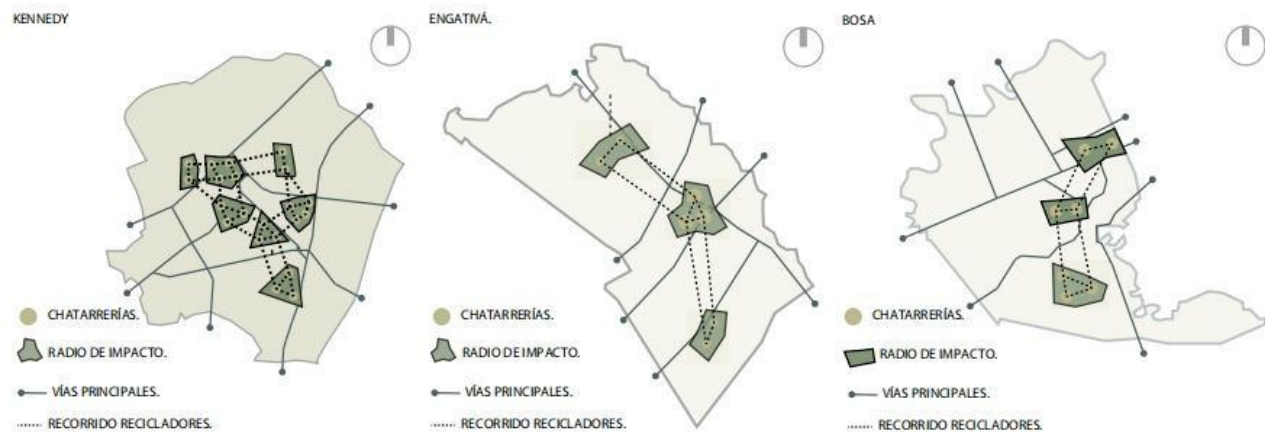 KENNEDY
CHATARRERÍAS.
RADIO DE IMPACTO.
VÍAS PRINCIPALES.
RECORRIDO RECICLADORES.
ENGATIVÁ.
CHATARRERÍAS.
RADIO DE IMPACTO.
VÍAS PRINCIPALES.
RECORRIDO RECICLADORES.
BOSA
CHATARRERÍAS.
RADIO DE IMPACTO.
VÍAS PRINCIPALES.
RECORRIDO RECICLADORES.